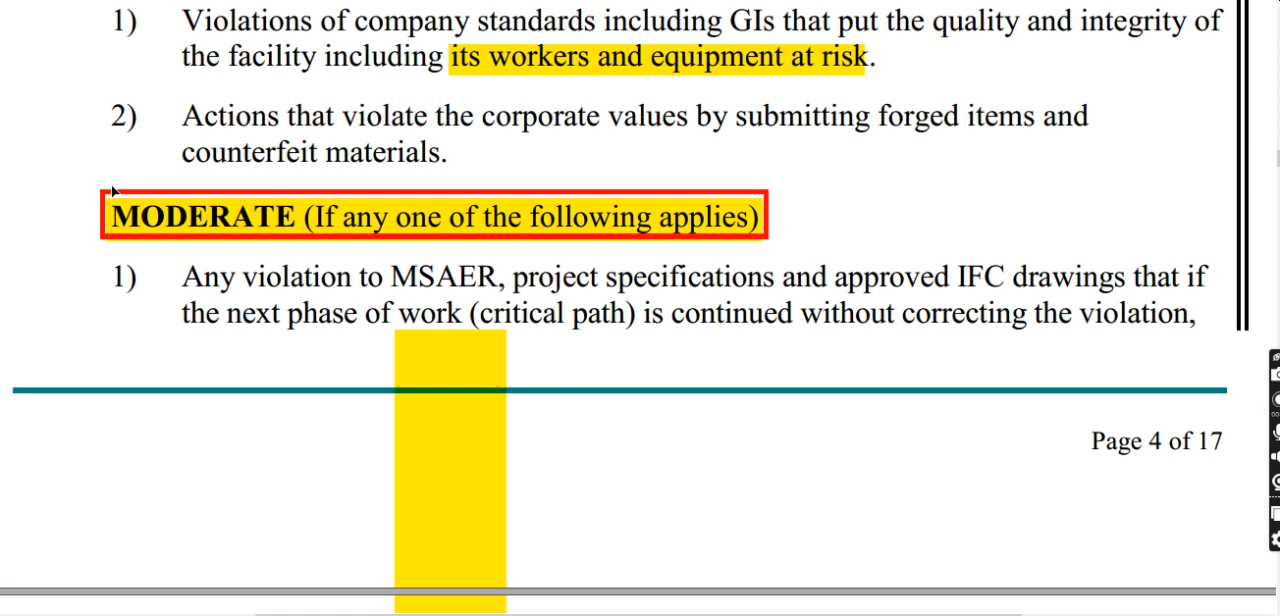 1) Violations of company standards including GIs that put the quality and integrity of
the facility including its workers and equipment at risk.
2) Actions that violate the corporate values by submitting forged items and
counterfeit materials.
MODERATE (If any one of the following applies)
1) Any violation to MSAER, project specifications and approved IFC drawings that if
the next phase of work (critical path) is continued without correcting the violation,
Page 4 of 17